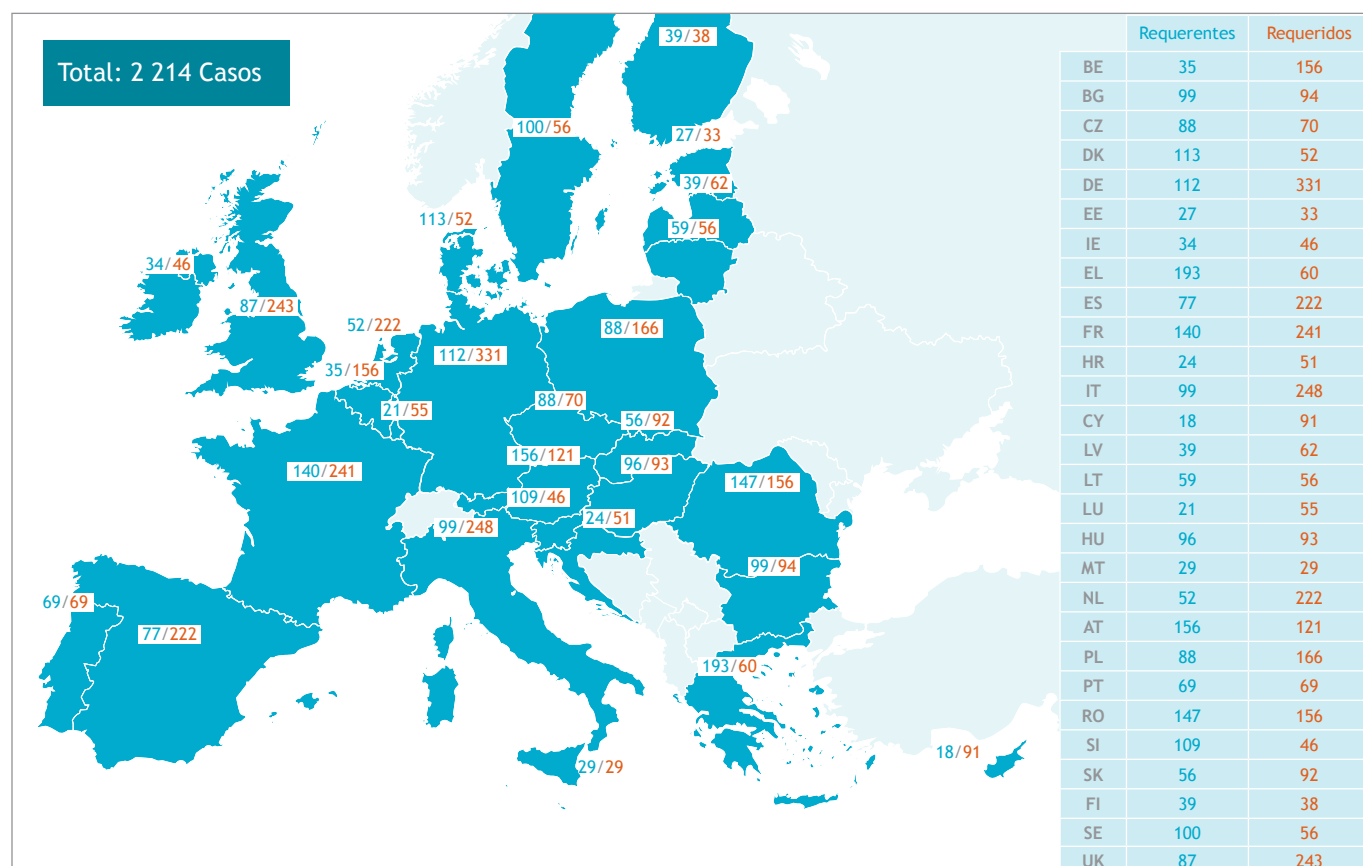 Total: 2 214 Casos
39/38
100/56
27/33
39/62
113/52
59/56
34/46
87/243
52/222
88/166
112/331
35/156
88/70
21/55
56/92
156/121
96/93
140/241
147/156
109/46
24/51
99/248
99/94
69/69
77/222
193/60
18/91
29/29
Requerentes Requeridos
BE 35 156
BG 99 94
CZ 88 70
DK 113 52
DE 112 331
EE 27 33
IE 34 46
EL 193 60
ES 77 222
FR 140 241
HR 24 51
IT 99 248
CY 18 91
LV 39 62
LT 59 56
LU 21 55
HU 96 93
MT 29 29
NL 52 222
AT 156 121
PL 88 166
PT 69 69
RO 147 156
SI 109 46
SK 56 92
FI 39 38
SE 100 56
UK 87 243